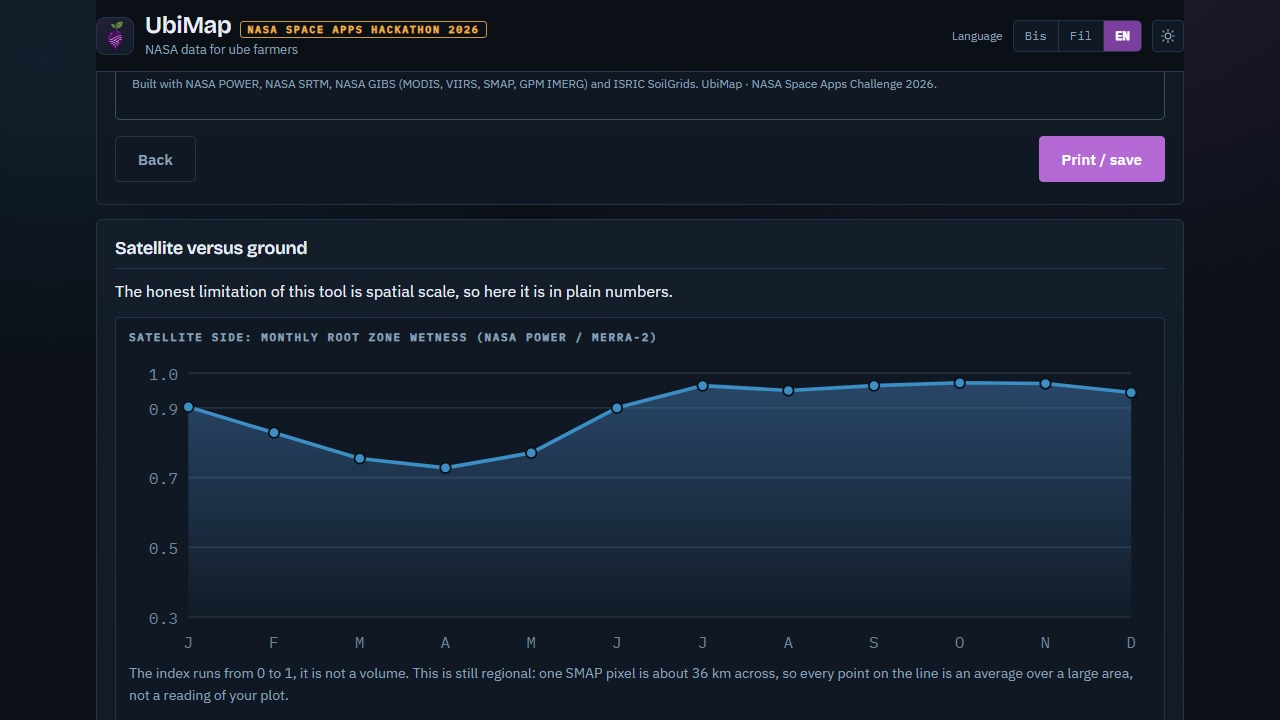 UbiMap NASA SPACE APPS HACKATHON 2026
NASA data for ube farmers
Language Bis Fil EN
Built with NASA POWER, NASA SRTM, NASA GIBS (MODIS, VIIRS, SMAP, GPM IMERG) and ISRIC SoilGrids. UbiMap · NASA Space Apps Challenge 2026.
Back
Print / save
Satellite versus ground
The honest limitation of this tool is spatial scale, so here it is in plain numbers.
SATELLITE SIDE: MONTHLY ROOT ZONE WETNESS (NASA POWER / MERRA-2)
1.0
0.9
0.7
0.5
0.3
J F M A M J J A S O N D
The index runs from 0 to 1, it is not a volume. This is still regional: one SMAP pixel is about 36 km across, so every point on the line is an average over a large area,
not a reading of your plot.